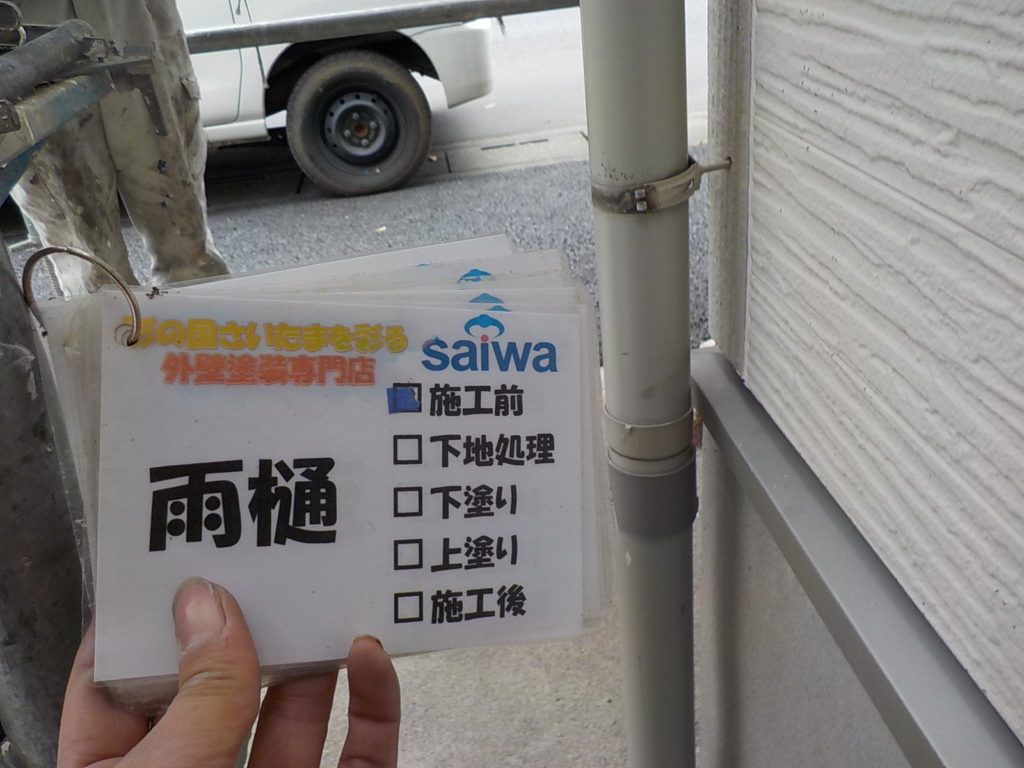 彩の国さいたまを彩る
外壁塗装専門店
saiwa
雨樋
施工前
下地処理
下塗り
上塗り
施工後